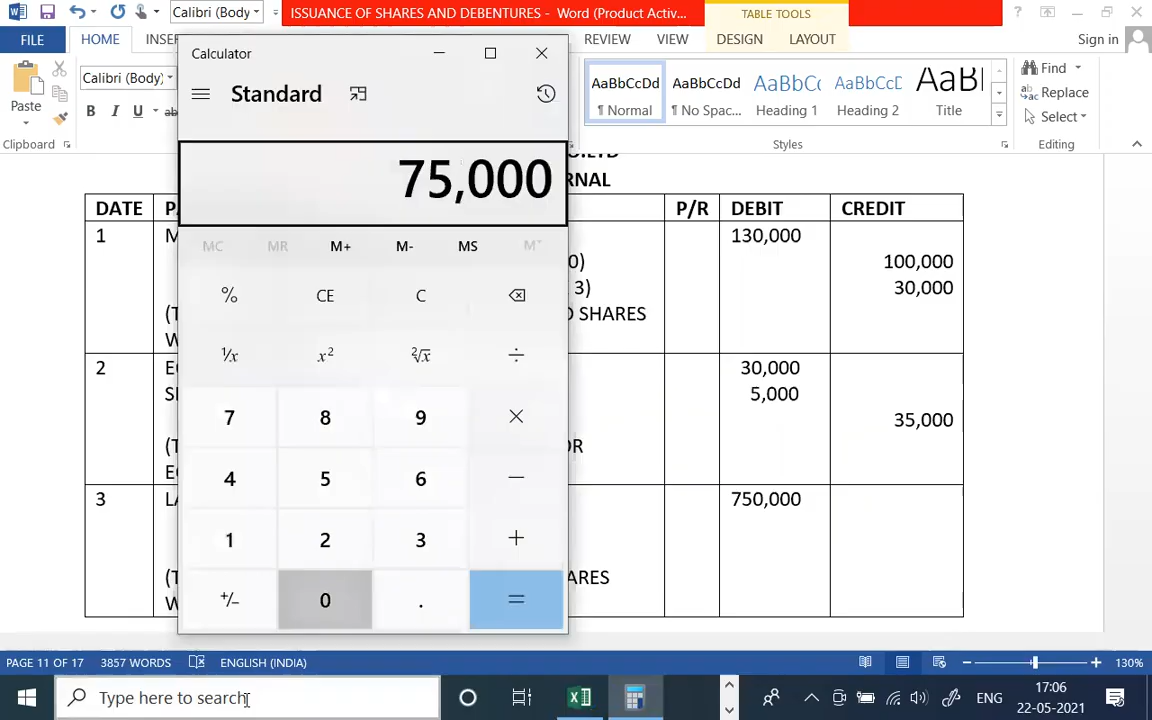 Calibri (Body
ISSUANCE OF SHARES AND DEBENTURES - Word (Product Activ...
TABLE TOOLS
?
FILE
HOME
INSER
REVIEW
VIEW
DESIGN
LAYOUT
Sign in
Paste
Clipboard
Calibri (Body)
B I U abc
AaBbCcDd
¶ Normal
AaBbCcDd
¶ No Spac...
AaBbC
Heading 1
AaBbCcE
Heading 2
AaBl
Title
Styles
Find
Replace
Select
Editing
Calculator
Standard
75,000
MC MR M+ M- MS M˅
% CE C
¹/x x² ²√x ÷
7 8 9 ×
4 5 6 −
1 2 3 +
+/− 0 . =
RNAL
DATE P/R DEBIT CREDIT
1 130,000
0) 100,000
3) 30,000
(T D SHARES
W
2 30,000
5,000
35,000
(T OR
3 LA 750,000
(T ARES
W
PAGE 11 OF 17 3857 WORDS ENGLISH (INDIA) 130%
Type here to search
ENG
17:06
22-05-2021